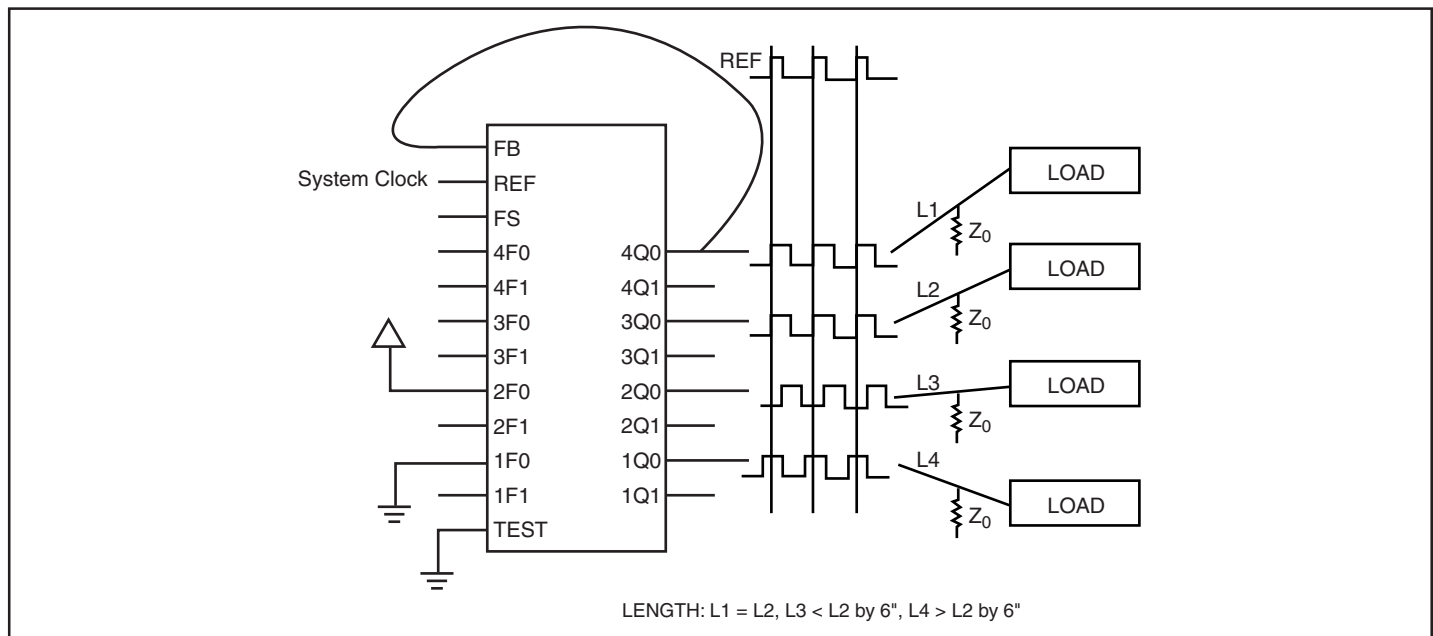 REF
FB
System Clock
REF
FS
4F0
4F1
3F0
3F1
2F0
2F1
1F0
1F1
TEST
4Q0
4Q1
3Q0
3Q1
2Q0
2Q1
1Q0
1Q1
L1
Z0
LOAD
L2
Z0
LOAD
L3
Z0
LOAD
L4
Z0
LOAD
LENGTH: L1 = L2, L3 < L2 by 6", L4 > L2 by 6"